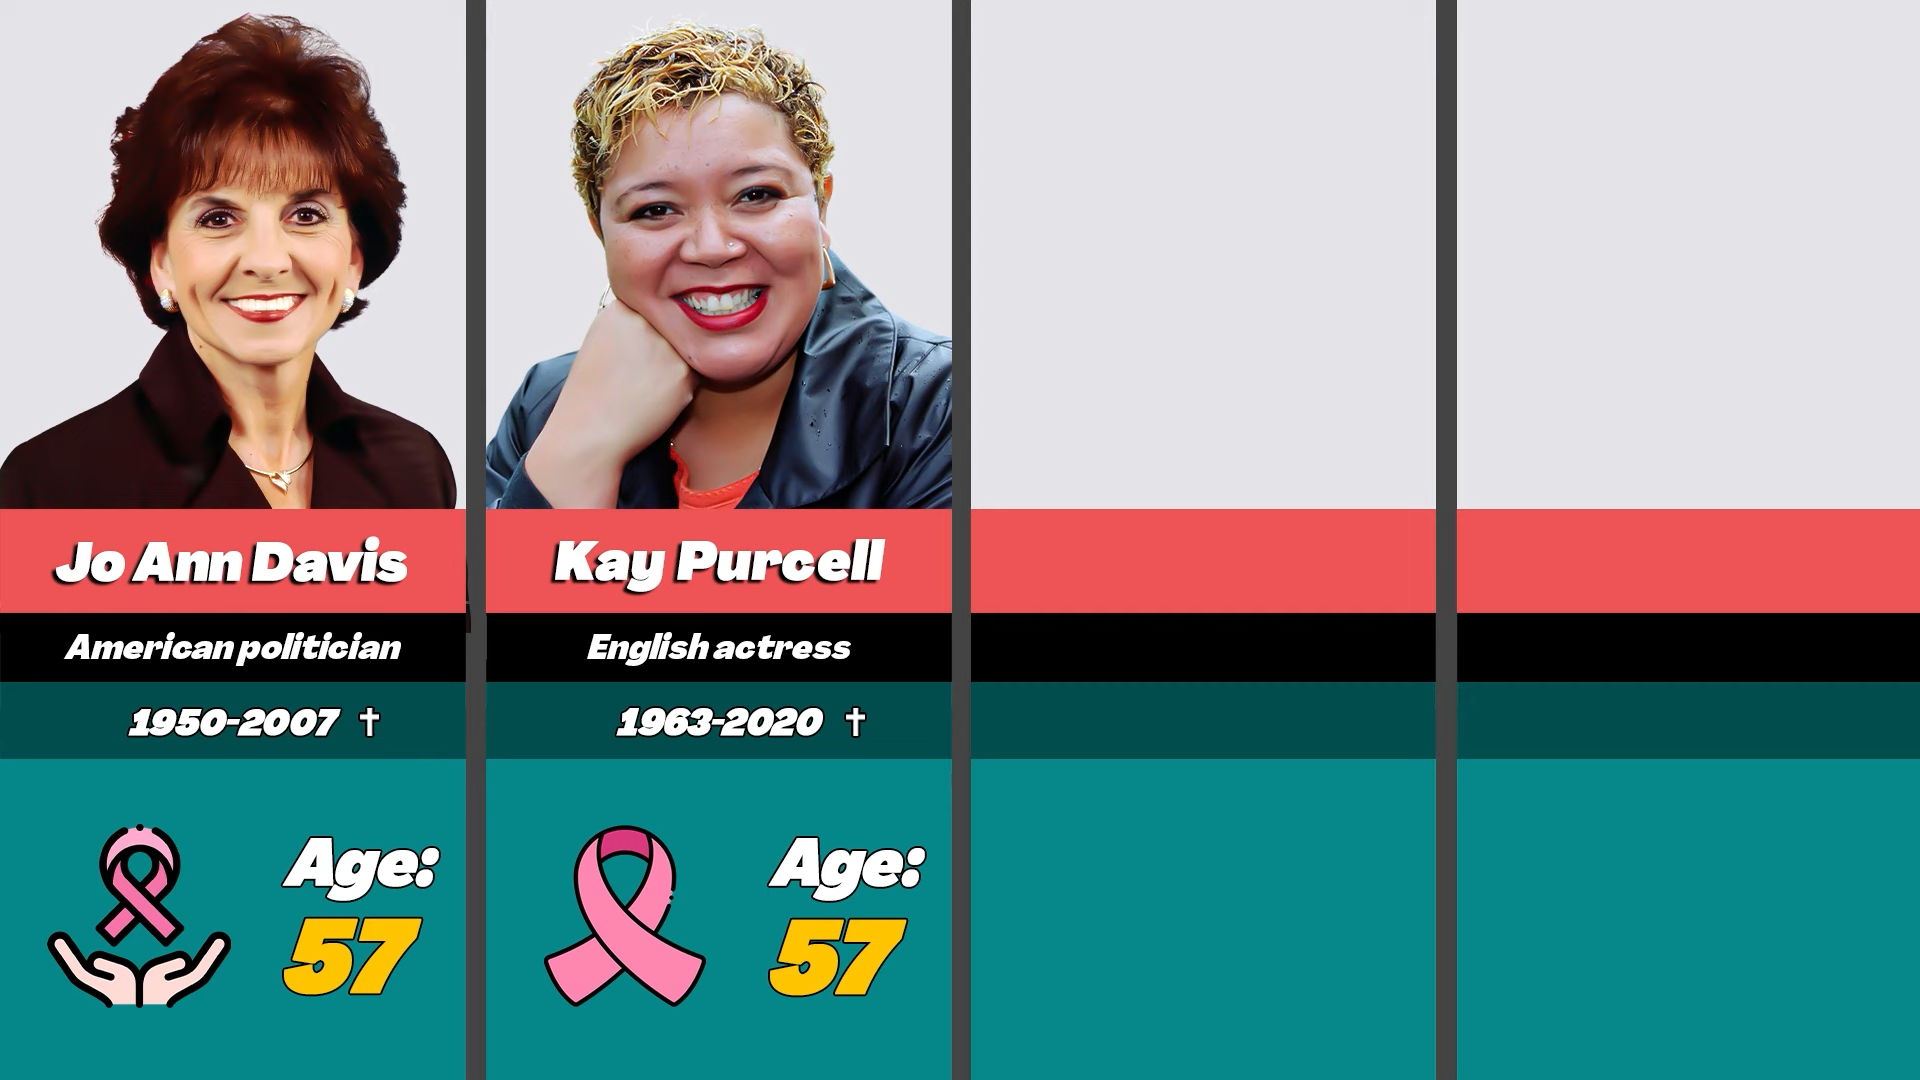 Jo Ann Davis
American politician
1950-2007 †
Age:
57
Kay Purcell
English actress
1963-2020 †
Age:
57